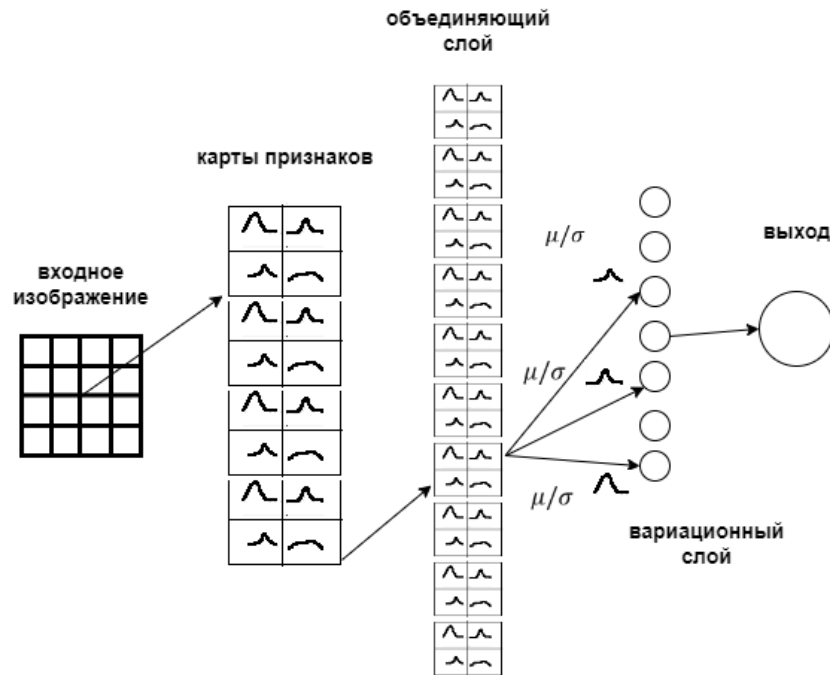 объединяющий
слой
карты признаков
входное
изображение
μ/σ
μ/σ
μ/σ
выход
вариационный
слой